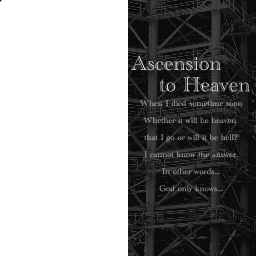 Ascension
to Heaven
When I died sometime soon
Whether it will be heaven
that I go or will it be hell?
I cannot know the answer.
In other words...
God only knows...